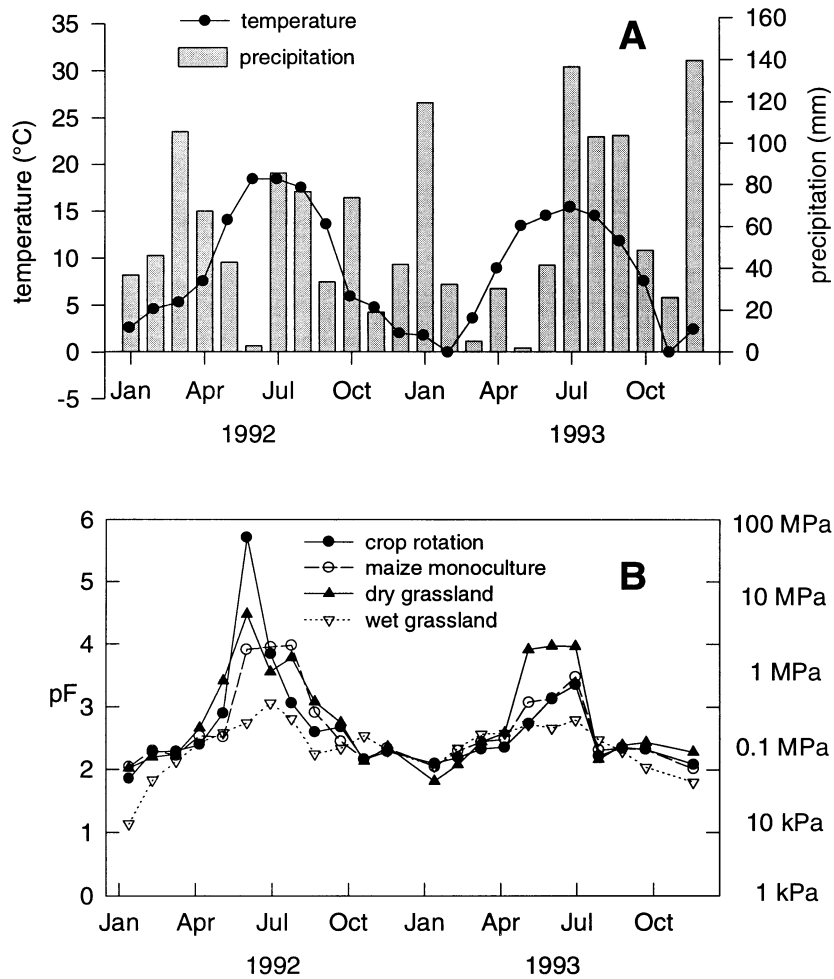 temperature
precipitation
A
35
30
25
20
15
10
5
0
-5
temperature (°C)
160
140
120
100
80
60
40
20
0
precipitation (mm)
Jan Apr Jul Oct Jan Apr Jul Oct
1992 1993
crop rotation
maize monoculture
dry grassland
wet grassland
B
6
5
4
3
2
1
0
pF
100 MPa
10 MPa
1 MPa
0.1 MPa
10 kPa
1 kPa
Jan Apr Jul Oct Jan Apr Jul Oct
1992 1993